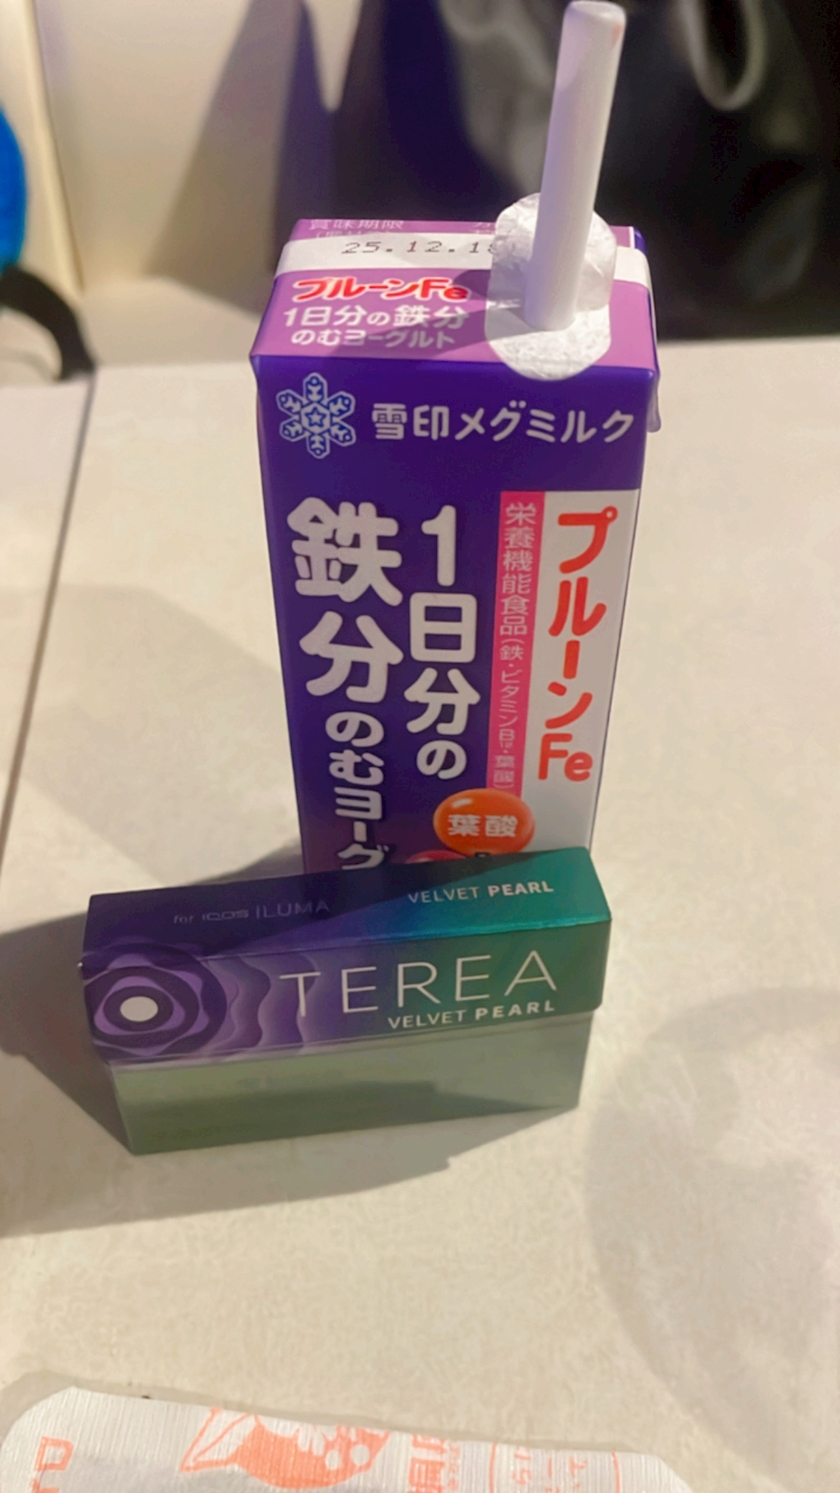 賞味期限
25.12.18
プルーンFe
1日分の鉄分
のむヨーグルト
雪印メグミルク
プルーンFe
栄養機能食品(鉄・ビタミンB12・葉酸)
1日分の
鉄分のむヨーグ
葉酸
for IQOS ILUMA
VELVET PEARL
TEREA
VELVET PEARL